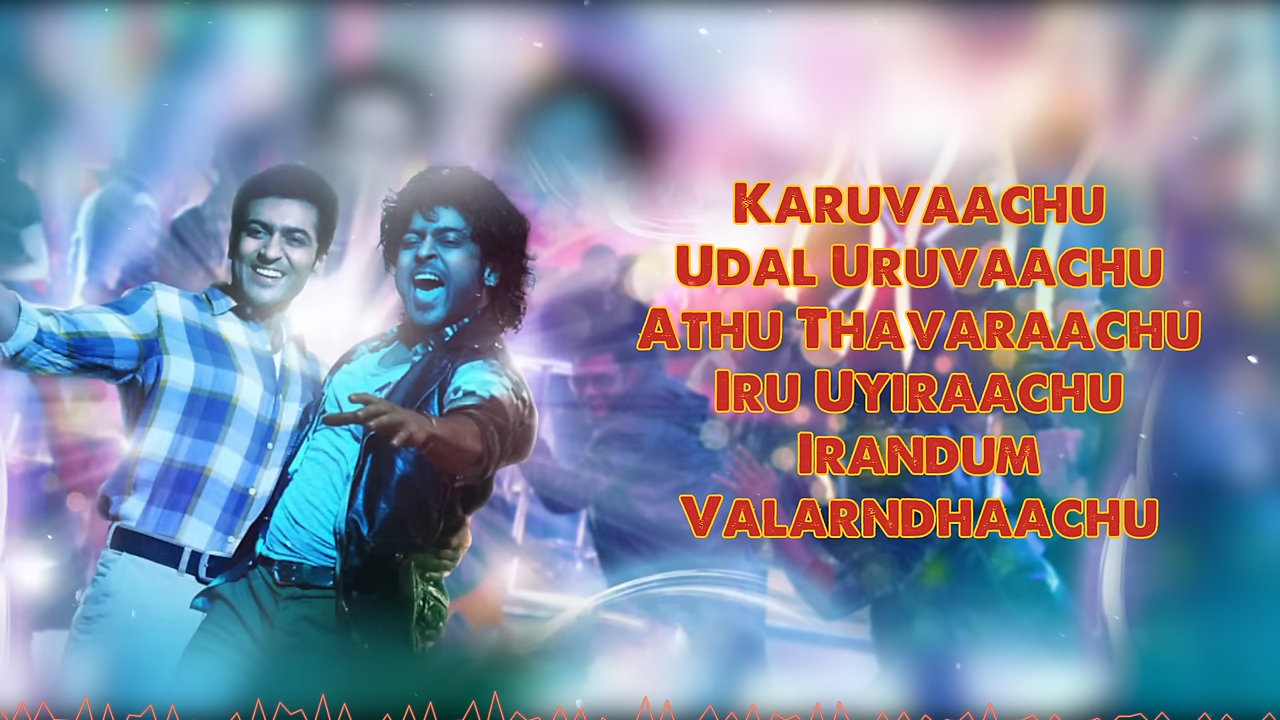 Karuvaachu
Udal Uruvaachu
Athu Thavaraachu
Iru Uyiraachu
Irandum
Valarndhaachu